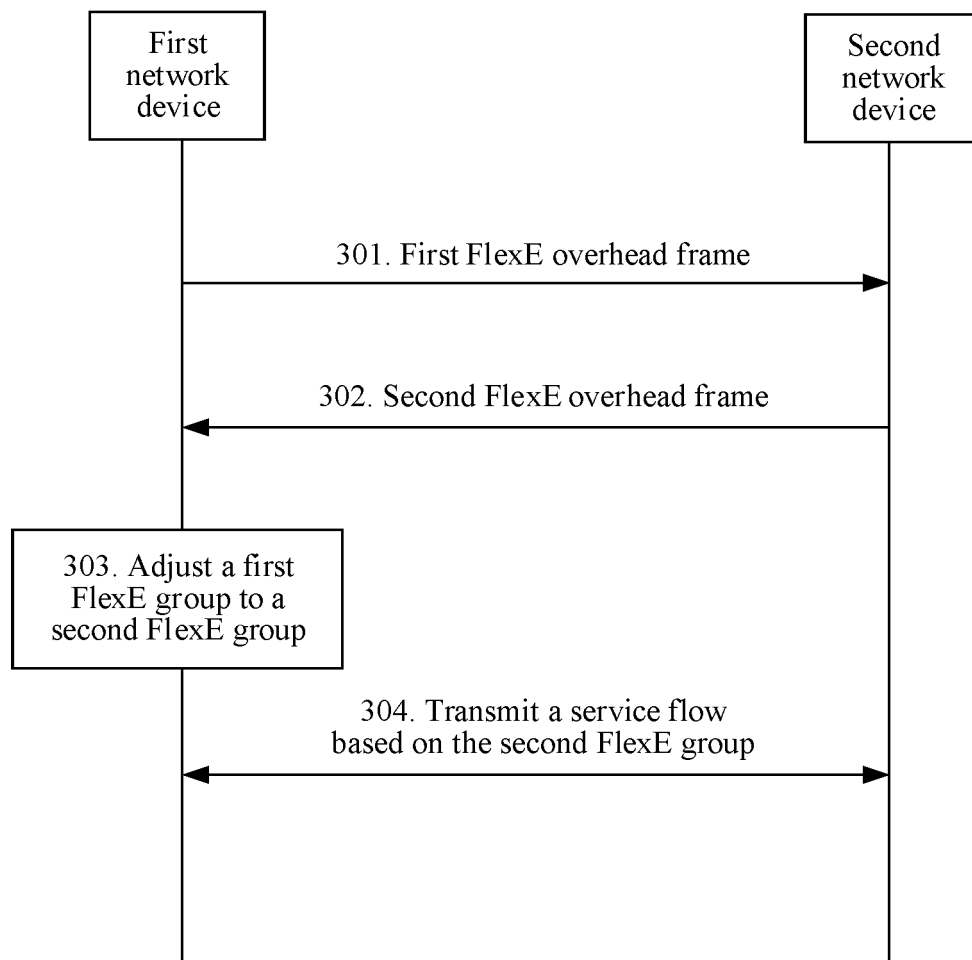 First
network
device
Second
network
device
301. First FlexE overhead frame
302. Second FlexE overhead frame
303. Adjust a first
FlexE group to a
second FlexE group
304. Transmit a service flow
based on the second FlexE group